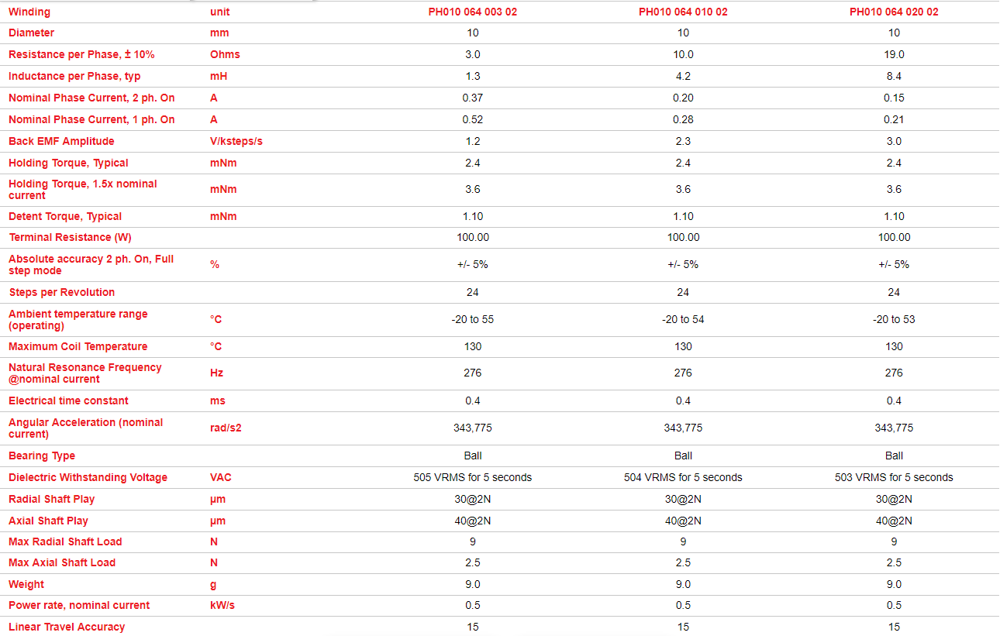 Winding unit PH010 064 003 02 PH010 064 010 02 PH010 064 020 02
Diameter mm 10 10 10
Resistance per Phase, ± 10% Ohms 3.0 10.0 19.0
Inductance per Phase, typ mH 1.3 4.2 8.4
Nominal Phase Current, 2 ph. On A 0.37 0.20 0.15
Nominal Phase Current, 1 ph. On A 0.52 0.28 0.21
Back EMF Amplitude V/ksteps/s 1.2 2.3 3.0
Holding Torque, Typical mNm 2.4 2.4 2.4
Holding Torque, 1.5x nominal
current mNm 3.6 3.6 3.6
Detent Torque, Typical mNm 1.10 1.10 1.10
Terminal Resistance (W) 100.00 100.00 100.00
Absolute accuracy 2 ph. On, Full
step mode % +/- 5% +/- 5% +/- 5%
Steps per Revolution 24 24 24
Ambient temperature range
(operating) °C -20 to 55 -20 to 54 -20 to 53
Maximum Coil Temperature °C 130 130 130
Natural Resonance Frequency
@nominal current Hz 276 276 276
Electrical time constant ms 0.4 0.4 0.4
Angular Acceleration (nominal
current) rad/s2 343,775 343,775 343,775
Bearing Type Ball Ball Ball
Dielectric Withstanding Voltage VAC 505 VRMS for 5 seconds 504 VRMS for 5 seconds 503 VRMS for 5 seconds
Radial Shaft Play µm 30@2N 30@2N 30@2N
Axial Shaft Play µm 40@2N 40@2N 40@2N
Max Radial Shaft Load N 9 9 9
Max Axial Shaft Load N 2.5 2.5 2.5
Weight g 9.0 9.0 9.0
Power rate, nominal current kW/s 0.5 0.5 0.5
Linear Travel Accuracy 15 15 15